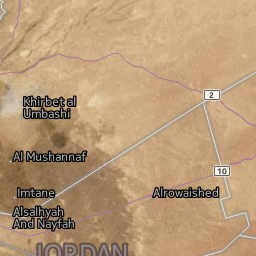 2
Khirbet al
Umbashi
Al Mushannaf
10
Imtane
Alrowaished
Alsalhyah
And Nayfah
JORDAN